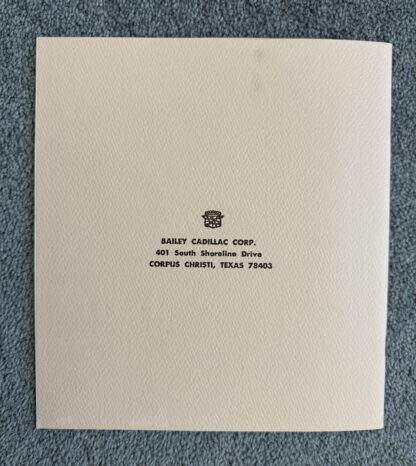 BAILEY CADILLAC CORP.
401 South Shoreline Drive
CORPUS CHRISTI, TEXAS 78403